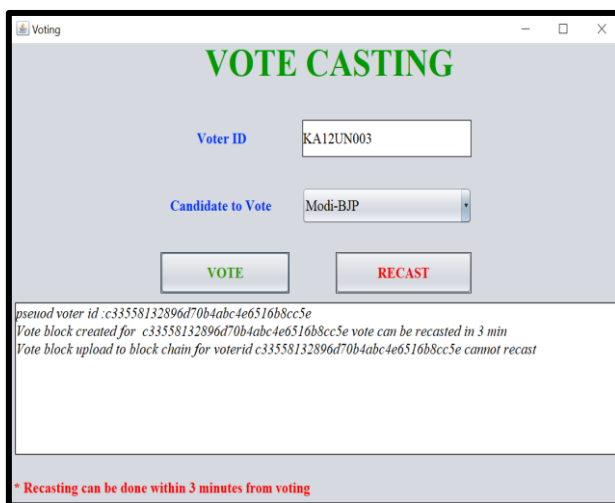 Voting
VOTE CASTING
Voter ID
KA12UN003
Candidate to Vote
Modi-BJP
VOTE
RECAST
pseuod voter id :c33558132896d70b4abc4e6516b8cc5e
Vote block created for c33558132896d70b4abc4e6516b8cc5e vote can be recasted in 3 min
Vote block upload to block chain for voterid c33558132896d70b4abc4e6516b8cc5e cannot recast
* Recasting can be done within 3 minutes from voting